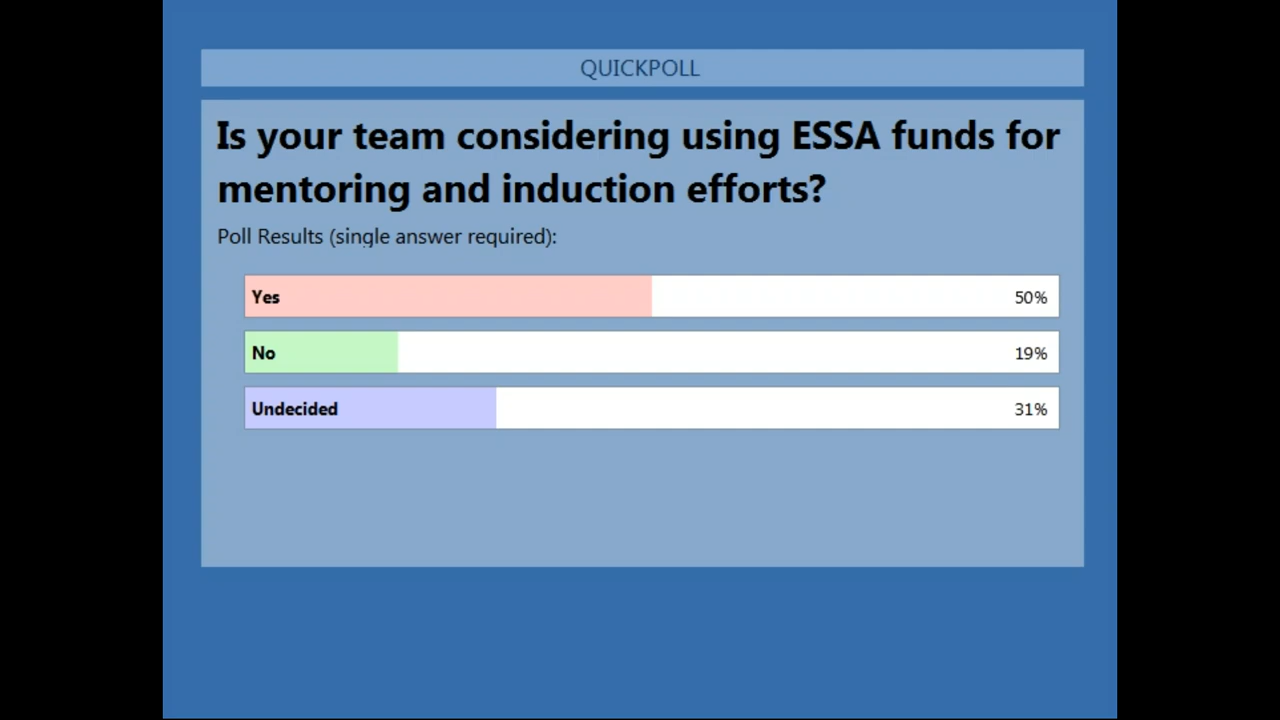 QUICKPOLL
Is your team considering using ESSA funds for
mentoring and induction efforts?
Poll Results (single answer required):
Yes 50%
No 19%
Undecided 31%